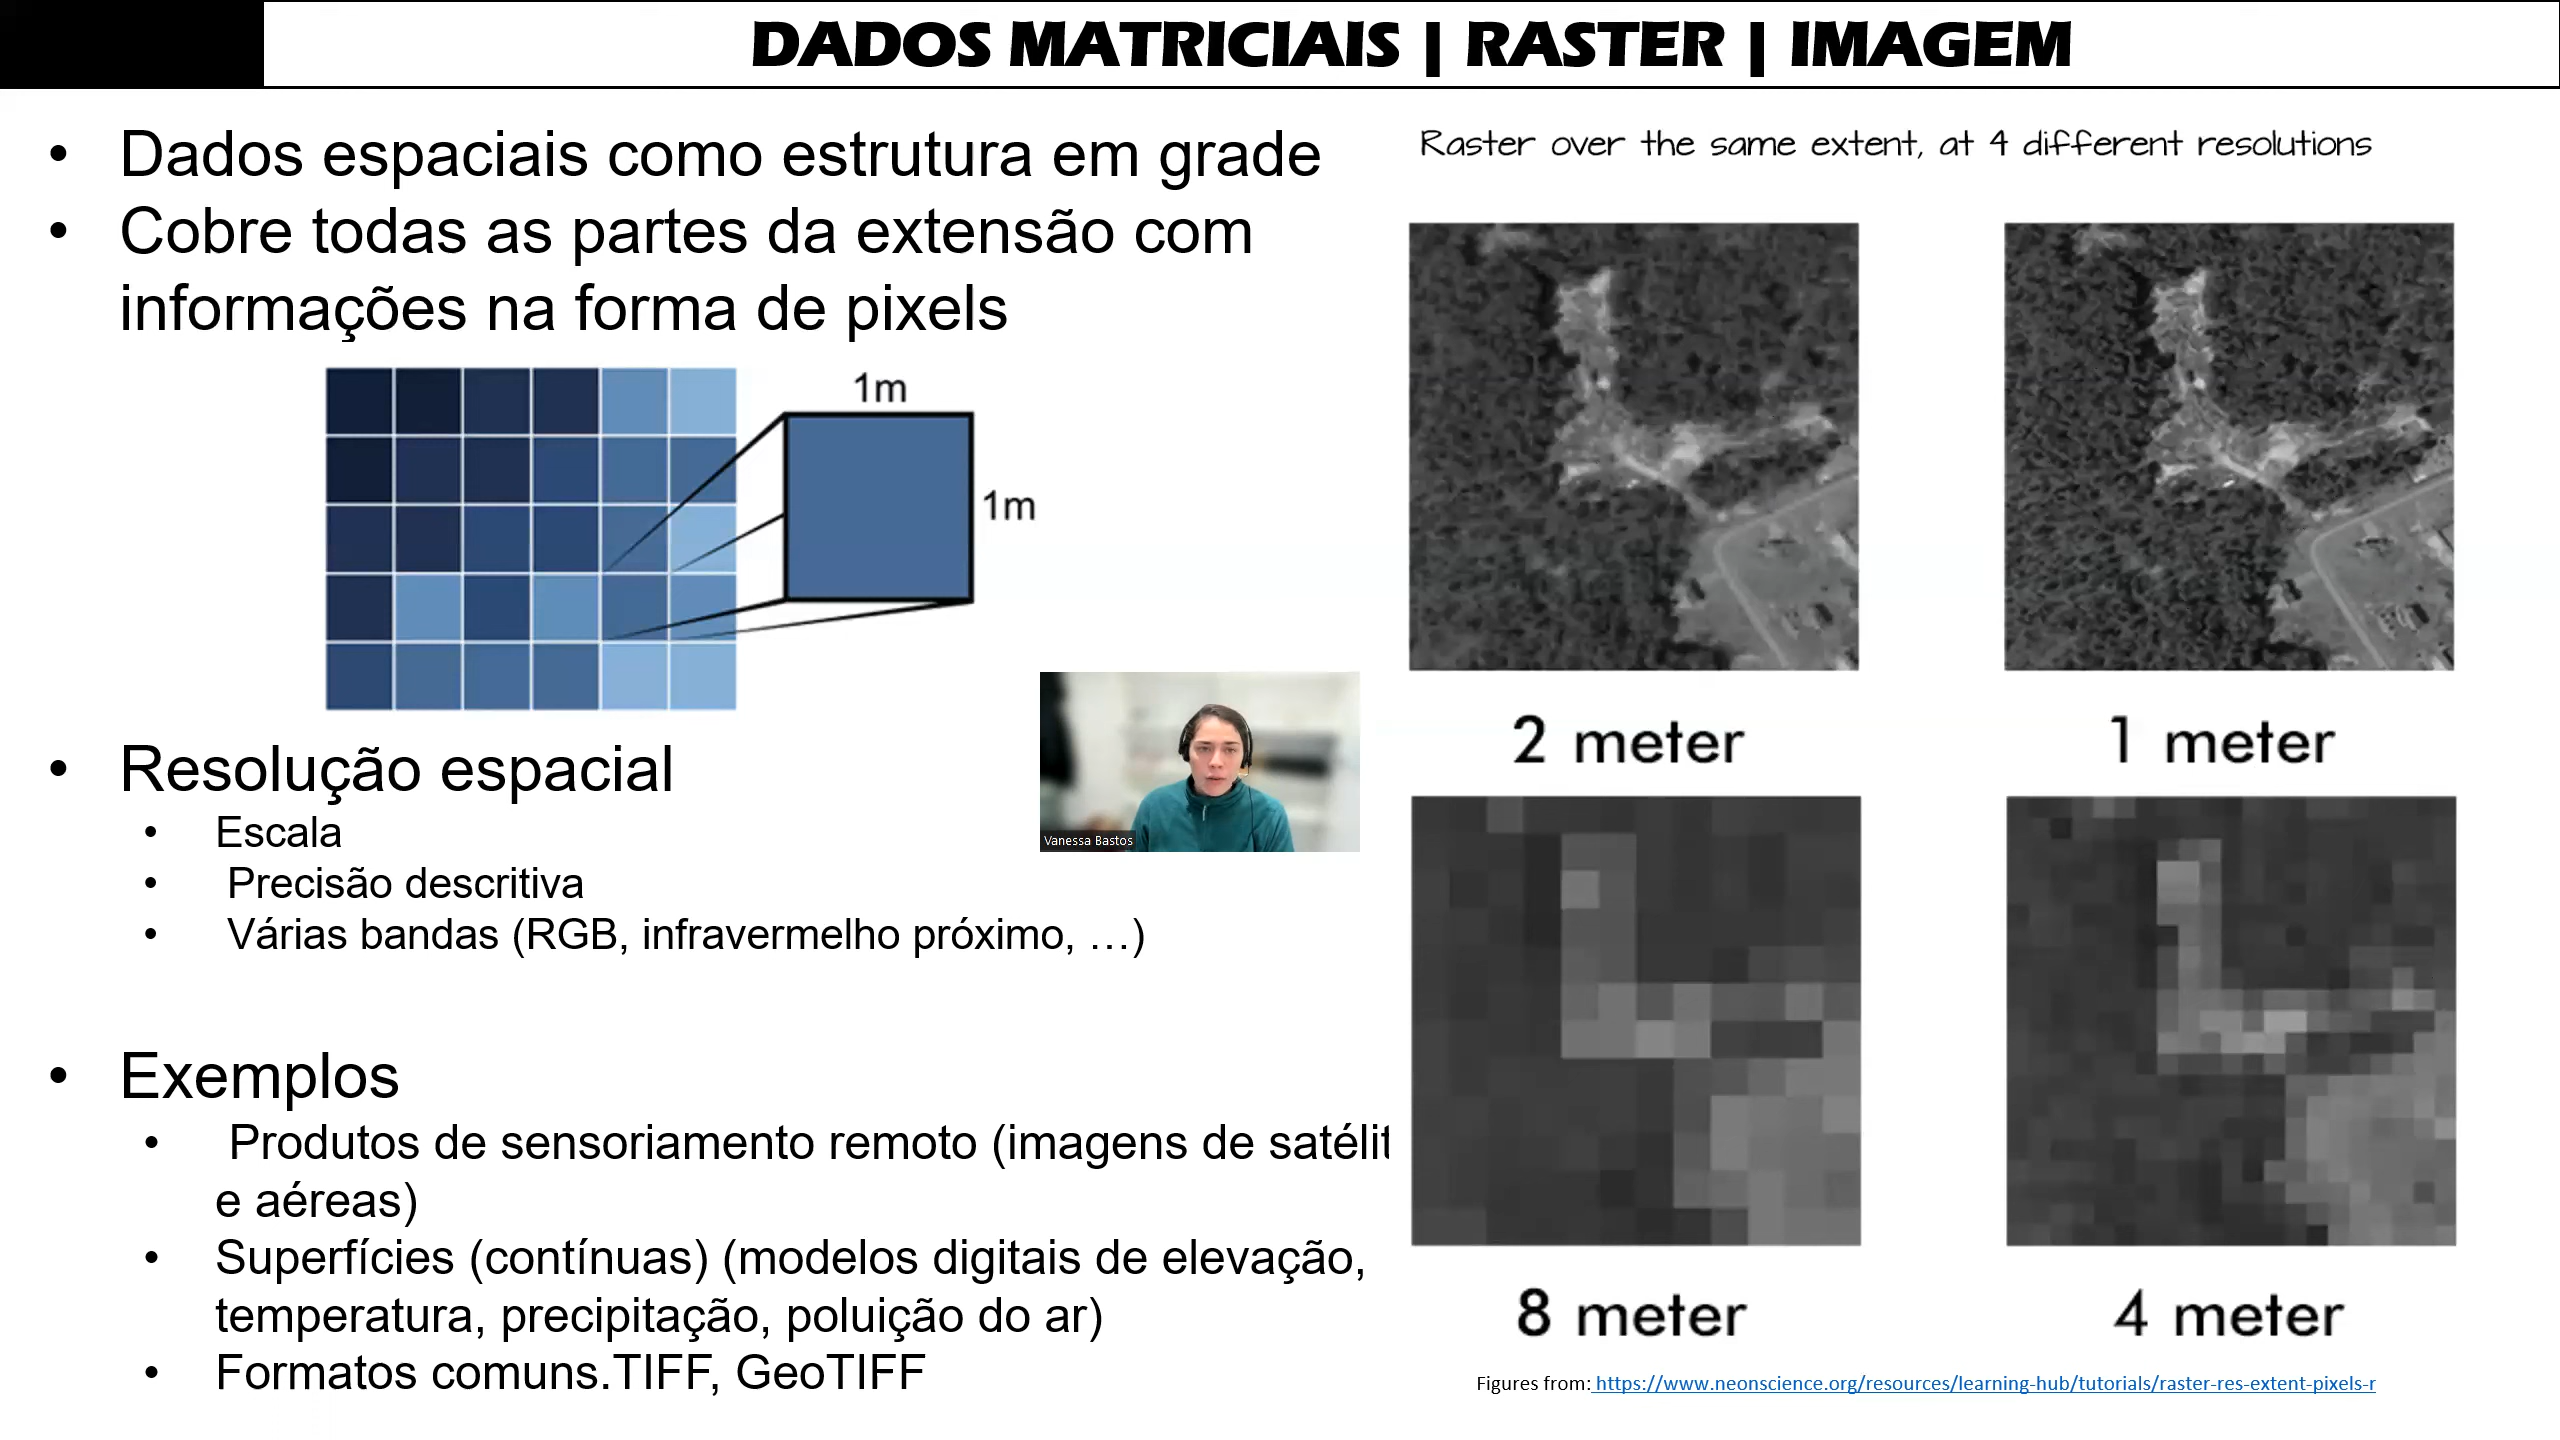 DADOS MATRICIAIS | RASTER | IMAGEM
• Dados espaciais como estrutura em grade
• Cobre todas as partes da extensão com
informações na forma de pixels
1m
1m
• Resolução espacial
• Escala
• Precisão descritiva
• Várias bandas (RGB, infravermelho próximo, …)
Vanessa Bastos
• Exemplos
• Produtos de sensoriamento remoto (imagens de satélit
e aéreas)
• Superfícies (contínuas) (modelos digitais de elevação,
temperatura, precipitação, poluição do ar)
• Formatos comuns.TIFF, GeoTIFF
Raster over the same extent, at 4 different resolutions
2 meter
1 meter
8 meter
4 meter
Figures from: https://www.neonscience.org/resources/learning-hub/tutorials/raster-res-extent-pixels-r